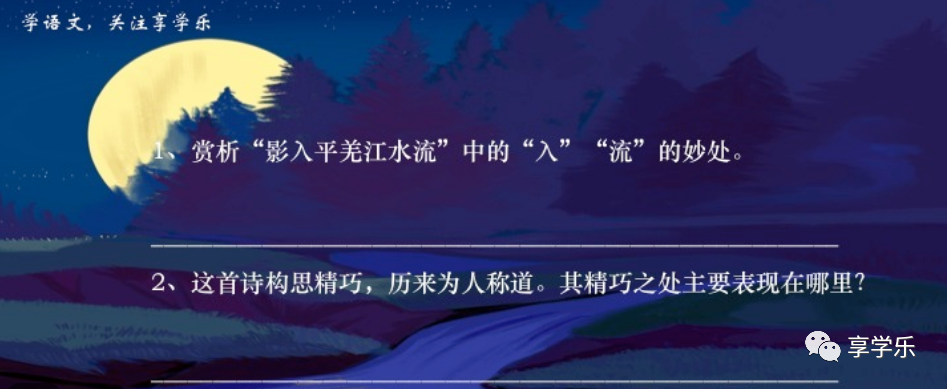 学语文，关注享学乐
1、赏析“影入平羌江水流”中的“入”“流”的妙处。
2、这首诗构思精巧，历来为人称道。其精巧之处主要表现在哪里？
享学乐